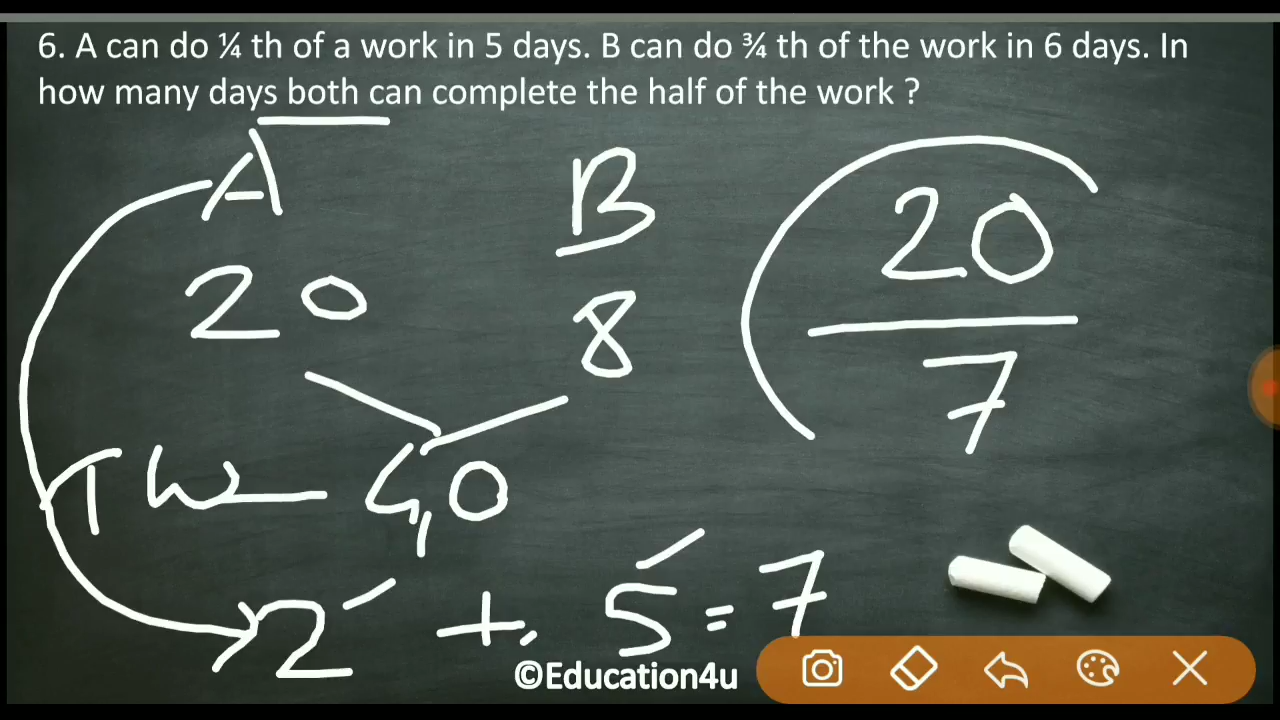 6. A can do ¼ th of a work in 5 days. B can do ¾ th of the work in 6 days. In
how many days both can complete the half of the work ?
A B
20 8
20
7
TW 40
2 + 5 = 7
©Education4u